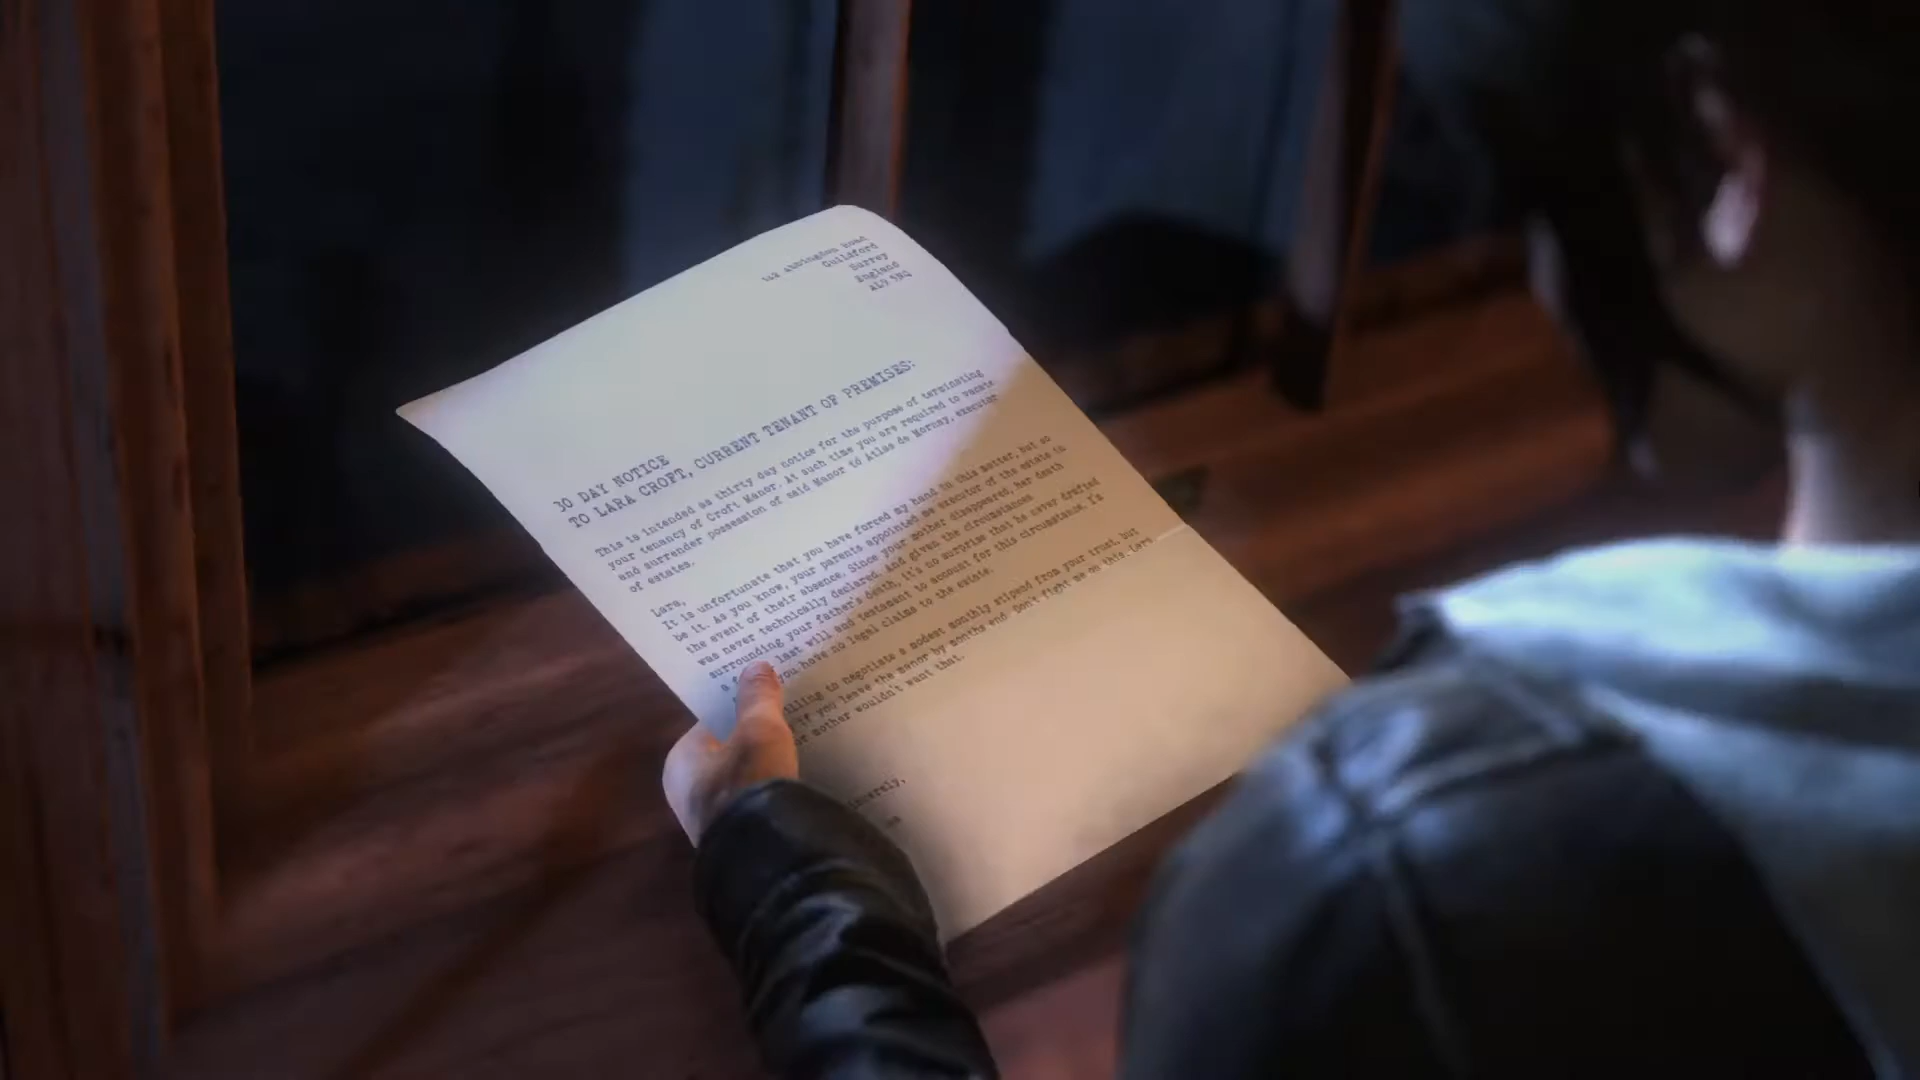 Abbingdon Road
Guilsford
Surrey
England
30 DAY NOTICE
TO LARA CROFT, CURRENT TENANT OF PREMISES:
This is intended as thirty day notice for the purpose of terminating
your tenancy of Croft Manor. At such time you are required to vacate
and surrender possession of said Manor to Atlas de Mornay, executor
of estates.
Lara,
It is unfortunate that you have forced my hand on this matter, but so
be it. As you know, your parents appointed me executor of the estate in
the event of their absence. Since your mother disappeared, her death
was never technically declared, and given the circumstances
surrounding your father's death, it's no surprise that he never drafted
a last will and testament to account for this circumstance. I's
you have no legal claims to the estate.
willing to negotiate a modest monthly stipend from your trust, but
if you leave the manor by months end. Don't fight me on this, Lara
mother wouldn't want that.